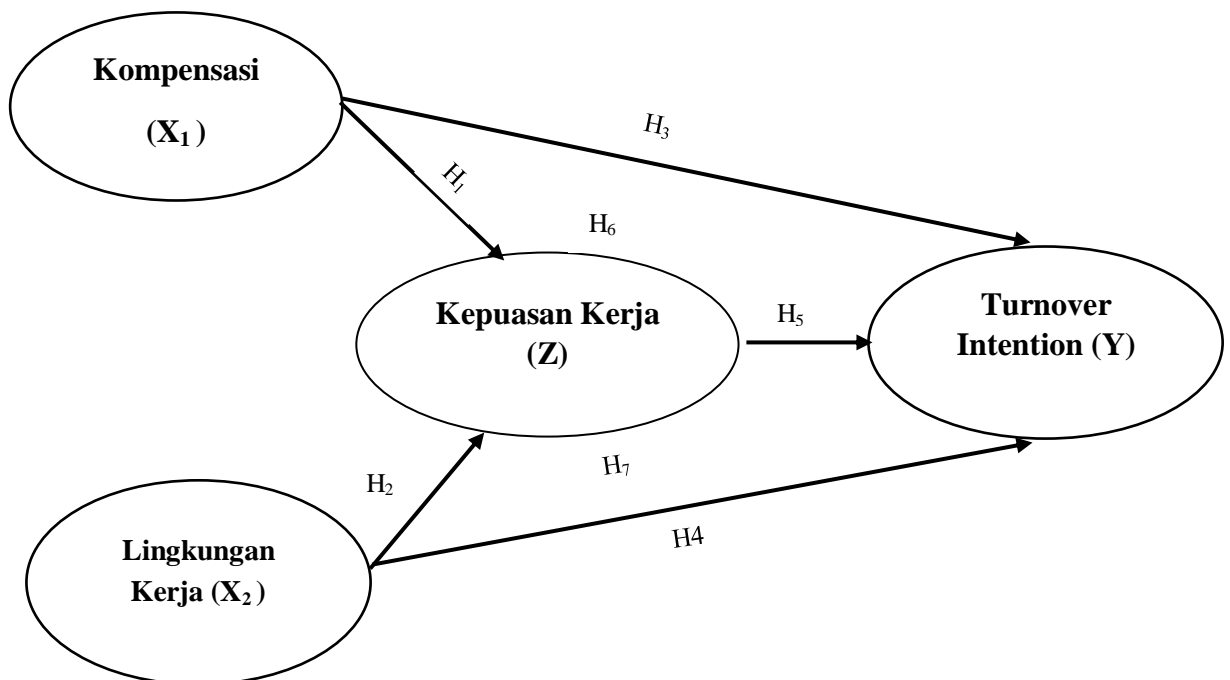 Kompensasi
(X₁ )
H₃
H₁
H₆
Kepuasan Kerja
(Z)
H₅
Turnover
Intention (Y)
H₂
H₇
H4
Lingkungan
Kerja (X₂ )